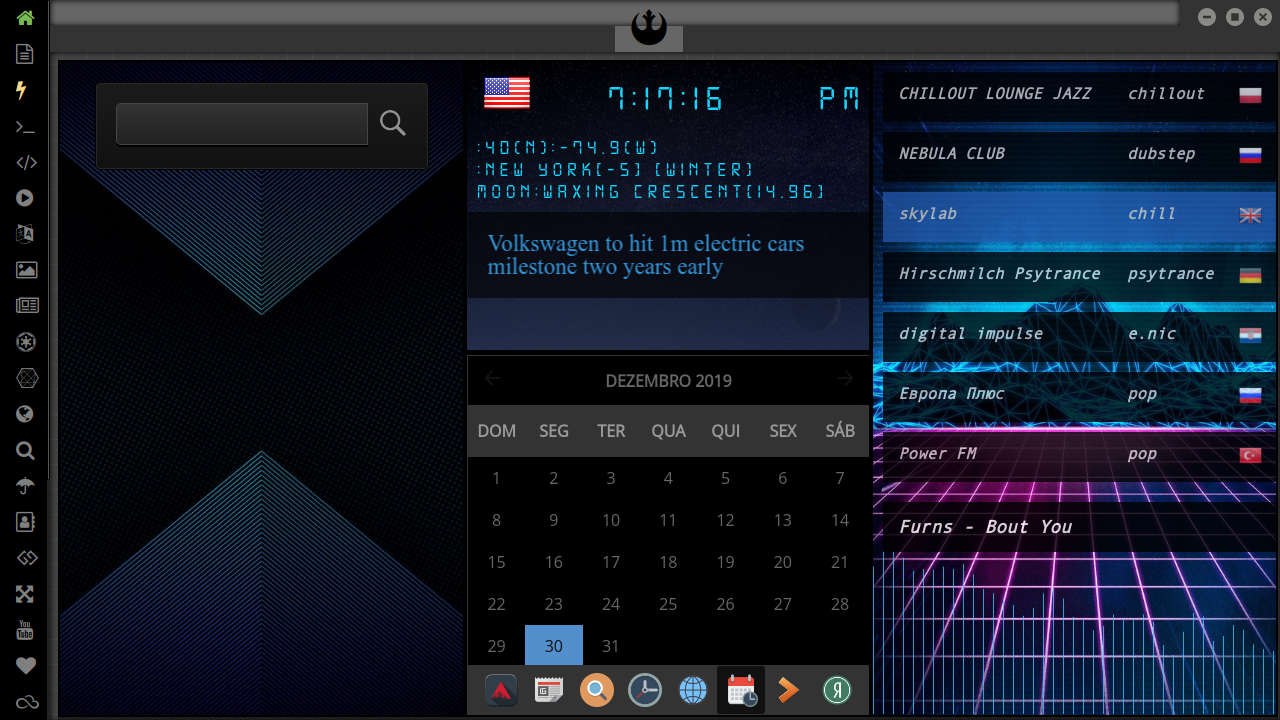 7:17:16 PM
:40(N):-74.9(W)
:NEW YORK[-5] [WINTER]
MOON:WAXING CRESCENT[14.96]
Volkswagen to hit 1m electric cars
milestone two years early
DEZEMBRO 2019
DOM SEG TER QUA QUI SEX SÁB
1 2 3 4 5 6 7
8 9 10 11 12 13 14
15 16 17 18 19 20 21
22 23 24 25 26 27 28
29 30 31
CHILLOUT LOUNGE JAZZ chillout
NEBULA CLUB dubstep
skylab chill
Hirschmilch Psytrance psytrance
digital impulse e.nic
Европа Плюс pop
Power FM pop
Furns - Bout You
You
Tube
Я